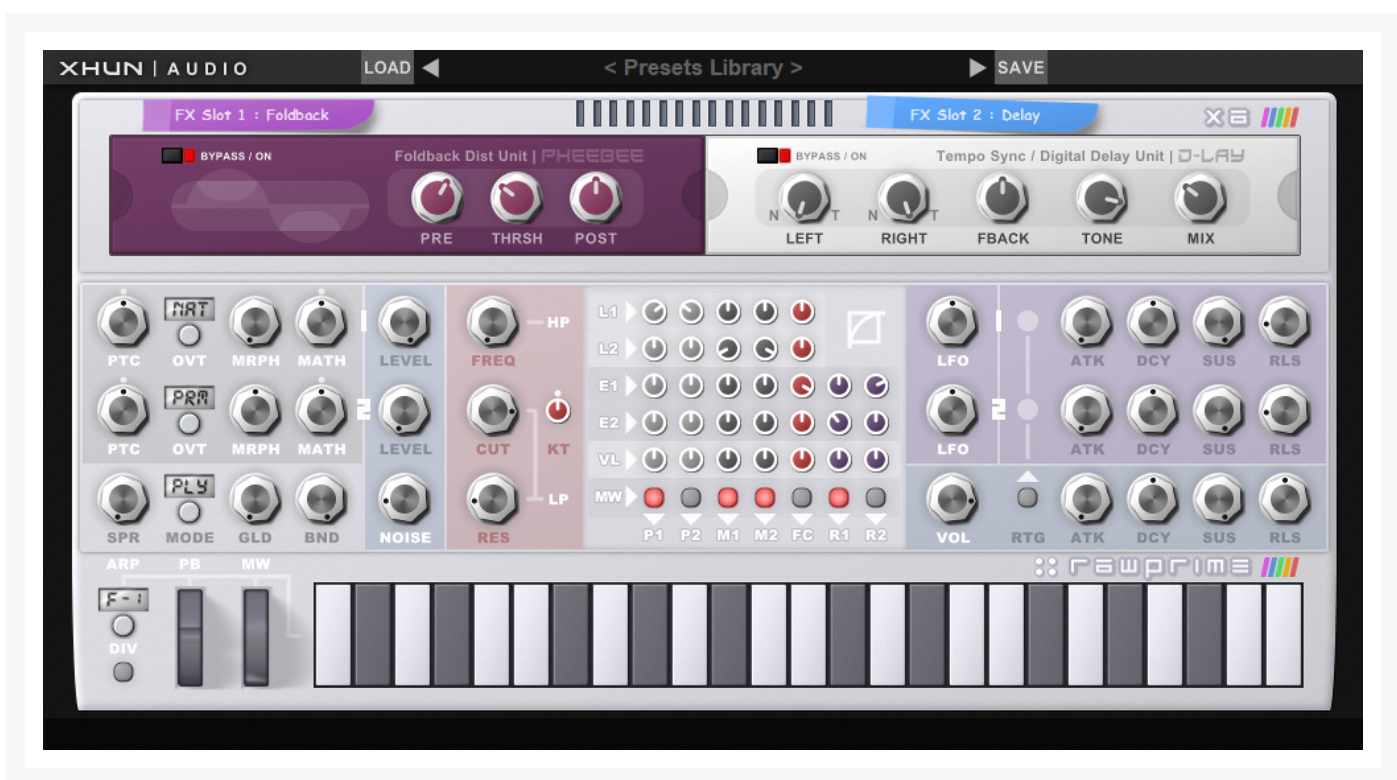 XHUN | AUDIO LOAD < Presets Library > SAVE
FX Slot 1 : Foldback FX Slot 2 : Delay X8
BYPASS / ON Foldback Dist Unit | PHEEBEE BYPASS / ON Tempo Sync / Digital Delay Unit | D-LAY
N T N T
PRE THRSH POST LEFT RIGHT FBACK TONE MIX
NAT 1 HP L1 1
PTC OVT MRPH MATH LEVEL FREQ L2 LFO ATK DCY SUS RLS
PRM 2 E1 E2 2
PTC OVT MRPH MATH LEVEL CUT KT VL LFO ATK DCY SUS RLS
PLY LP MW
SPR MODE GLD BND NOISE RES P1 P2 M1 M2 FC R1 R2 VOL RTG ATK DCY SUS RLS
ARP PB MW RAWPRIME
F-1
DIV